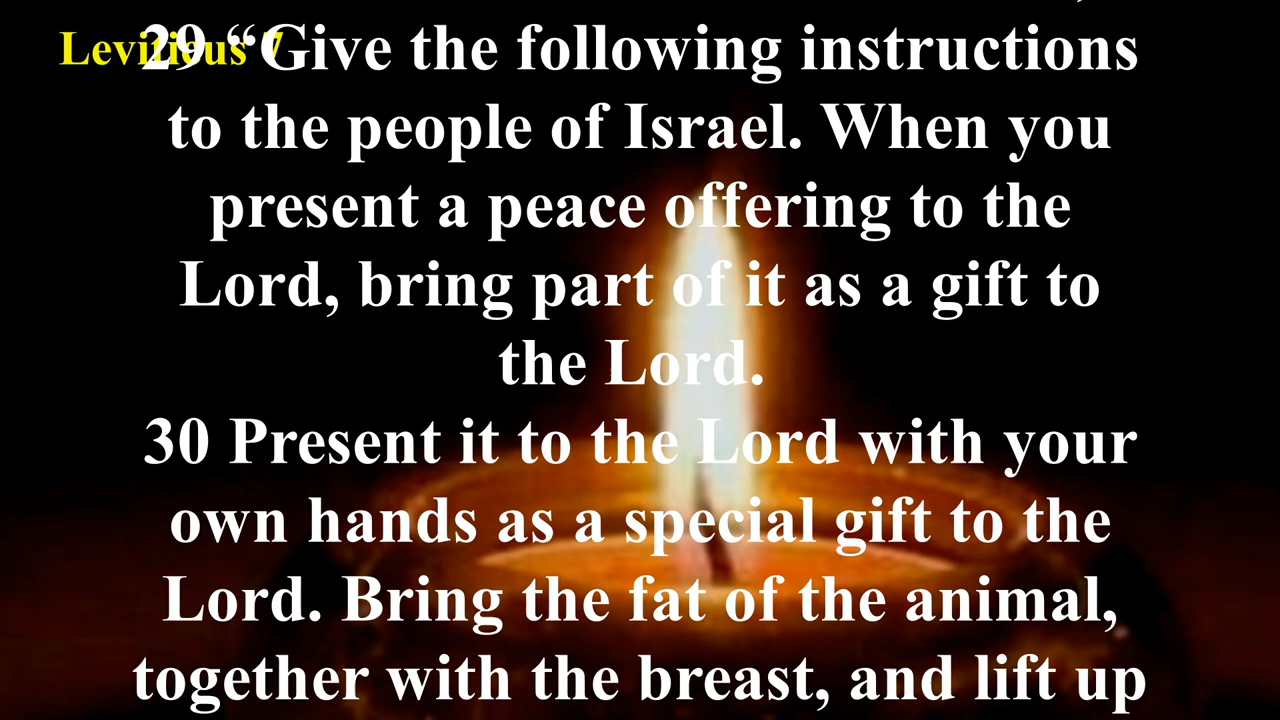 Leviticus 7
29 “Give the following instructions
to the people of Israel. When you
present a peace offering to the
Lord, bring part of it as a gift to
the Lord.
30 Present it to the Lord with your
own hands as a special gift to the
Lord. Bring the fat of the animal,
together with the breast, and lift up